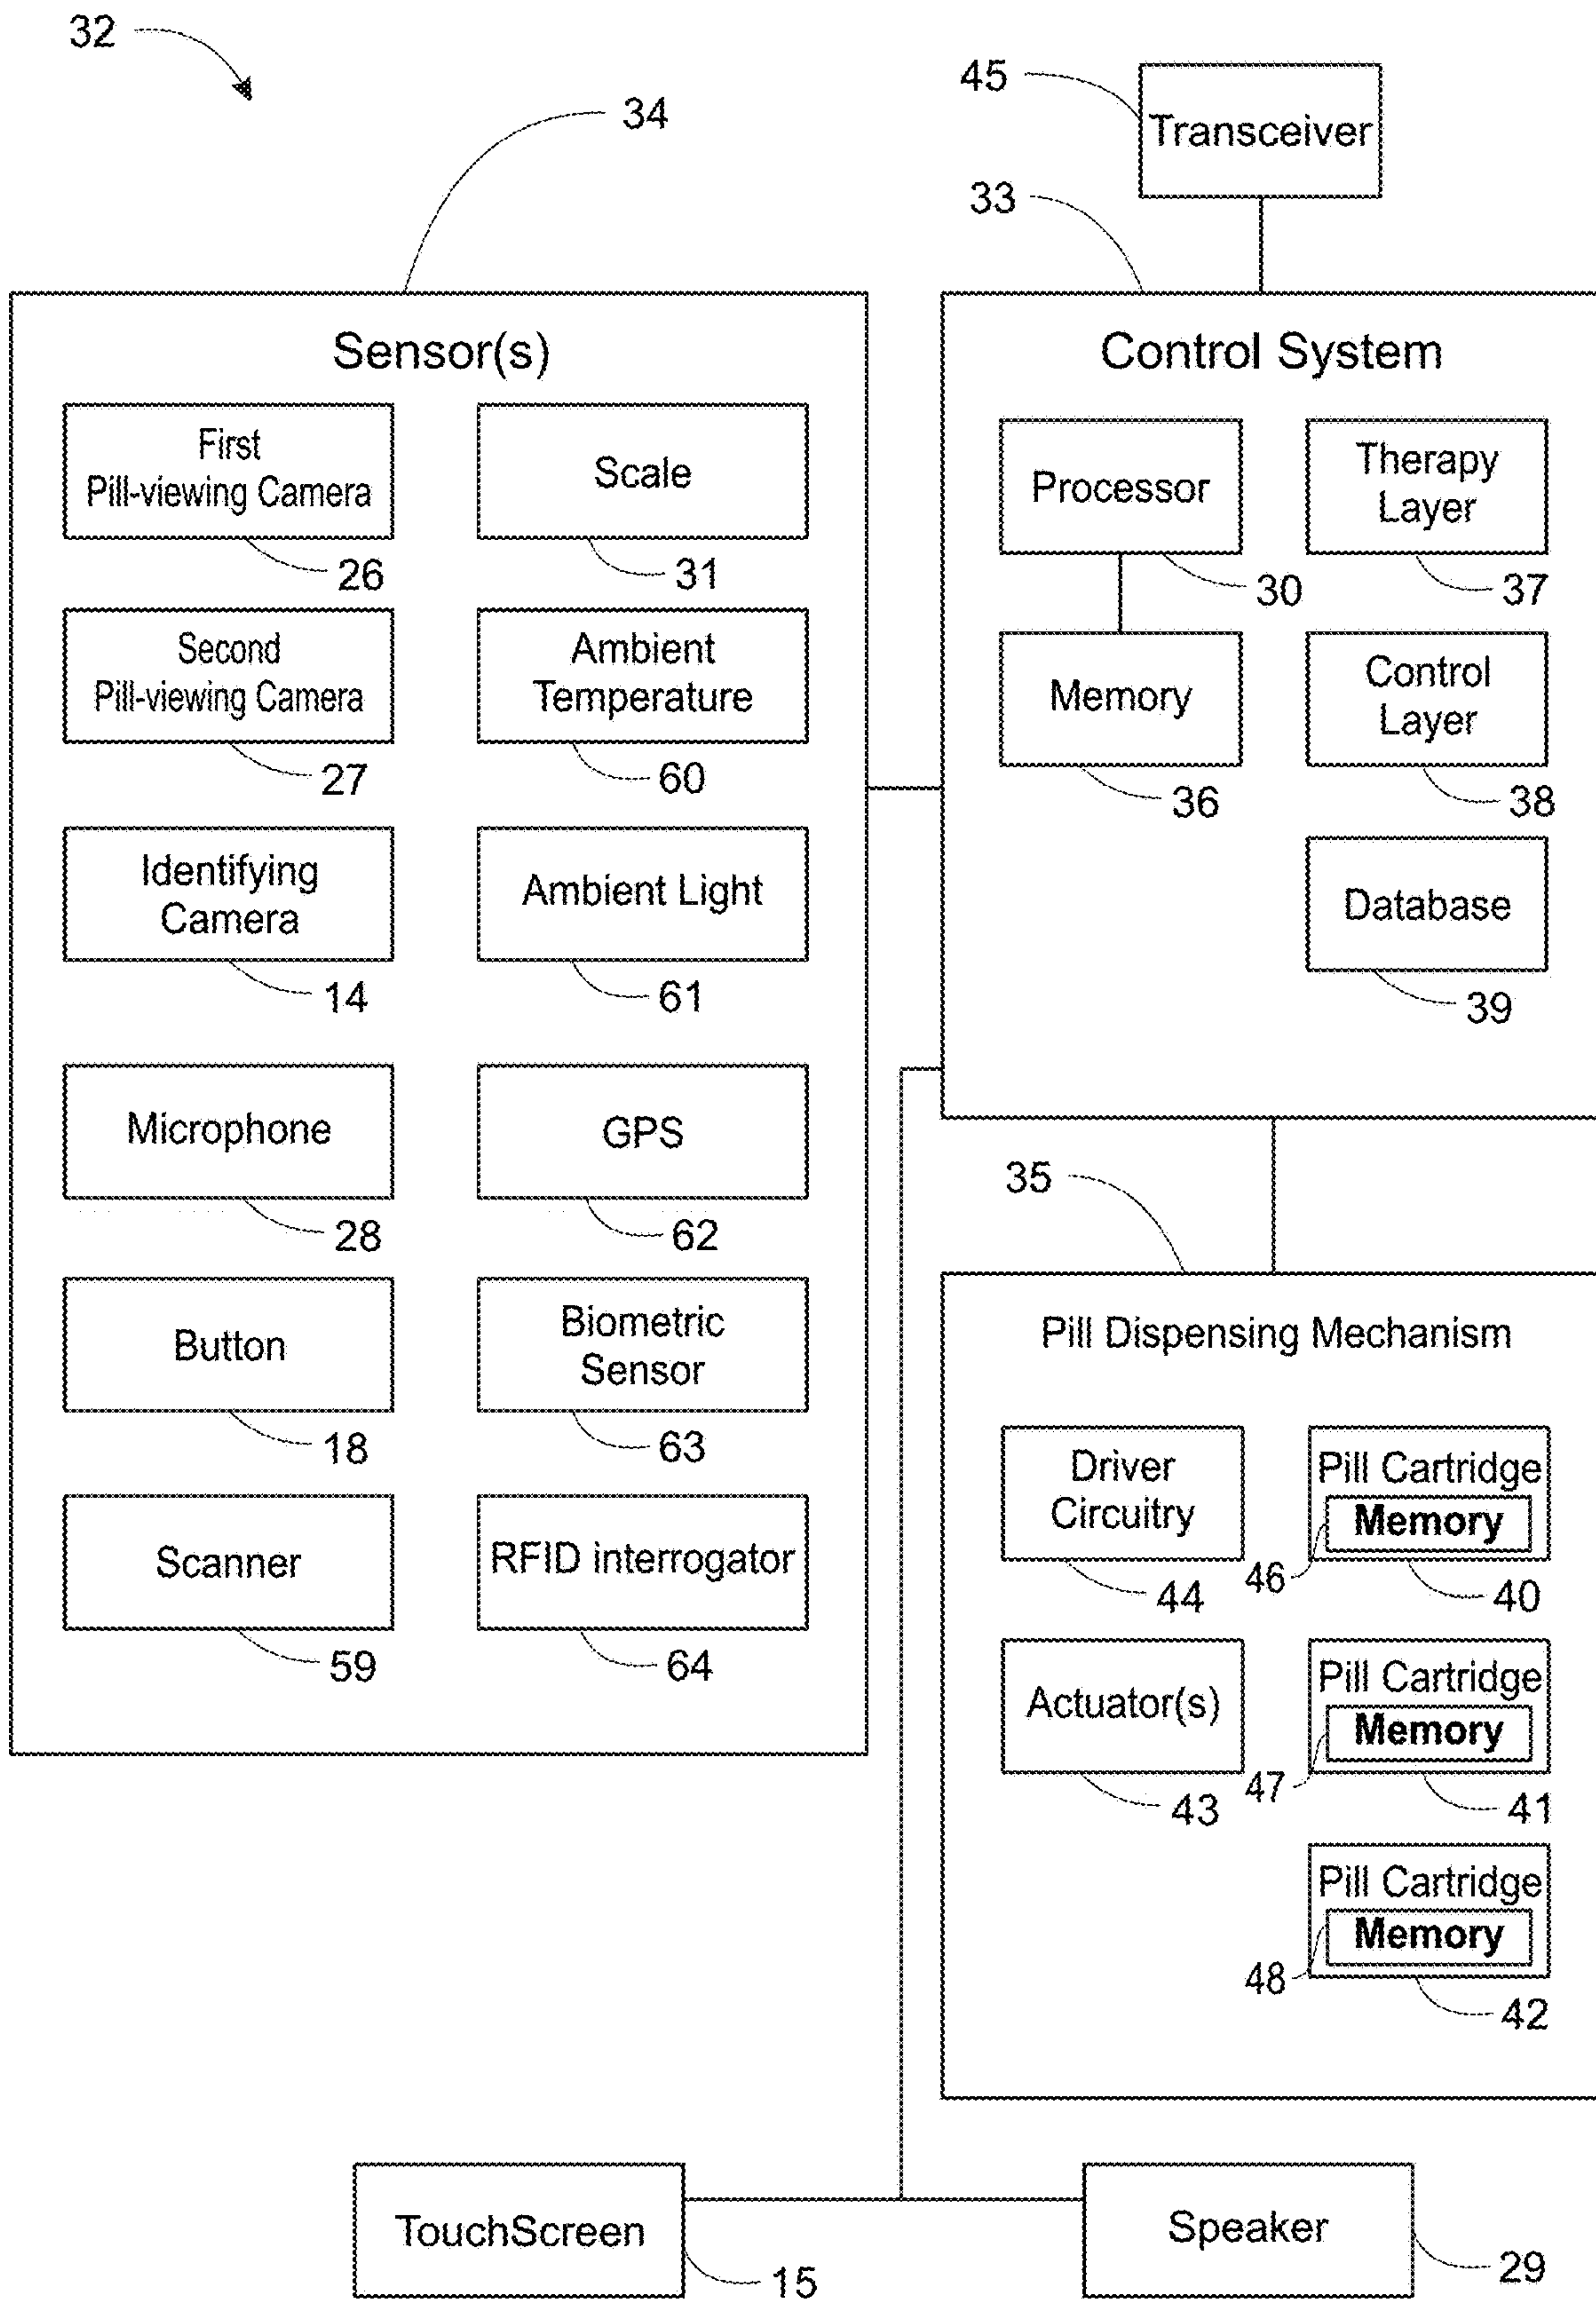 32
34
45
Transceiver
33
Sensor(s)
First
Pill-viewing Camera
26
Scale
31
Second
Pill-viewing Camera
27
Ambient
Temperature
60
Identifying
Camera
14
Ambient Light
61
Microphone
28
GPS
62
Button
18
Biometric
Sensor
63
Scanner
59
RFID interrogator
64
Control System
Processor
30
Therapy
Layer
37
Memory
36
Control
Layer
38
Database
39
35
Pill Dispensing Mechanism
Driver
Circuitry
44
Pill Cartridge
Memory
46
40
Actuator(s)
43
Pill Cartridge
Memory
47
41
Pill Cartridge
Memory
48
42
TouchScreen
15
Speaker
29